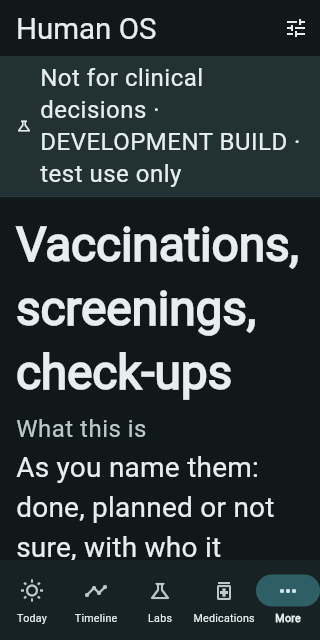 Human OS
Not for clinical
decisions ·
DEVELOPMENT BUILD ·
test use only
Vaccinations,
screenings,
check-ups
What this is
As you name them:
done, planned or not
sure, with who it
Today
Timeline
Labs
Medications
More